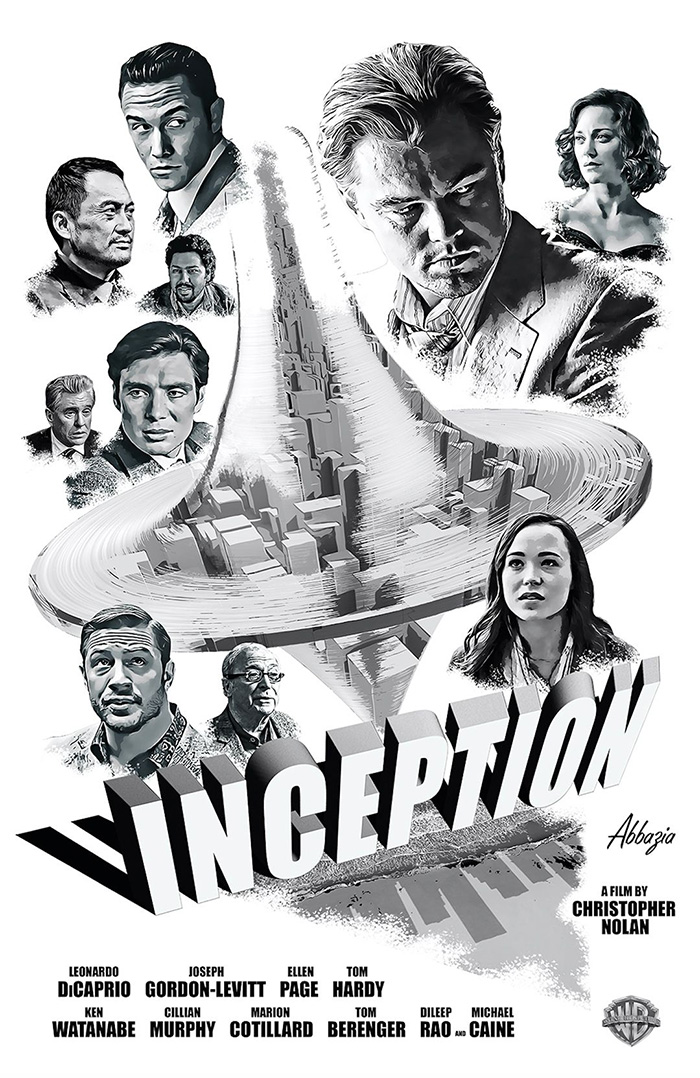 INCEPTION
Abbazia
A FILM BY
CHRISTOPHER
NOLAN
LEONARDO
DiCAPRIO
JOSEPH
GORDON-LEVITT
ELLEN
PAGE
TOM
HARDY
KEN
WATANABE
CILLIAN
MURPHY
MARION
COTILLARD
TOM
BERENGER
DILEEP
RAO AND
MICHAEL
CAINE
WB